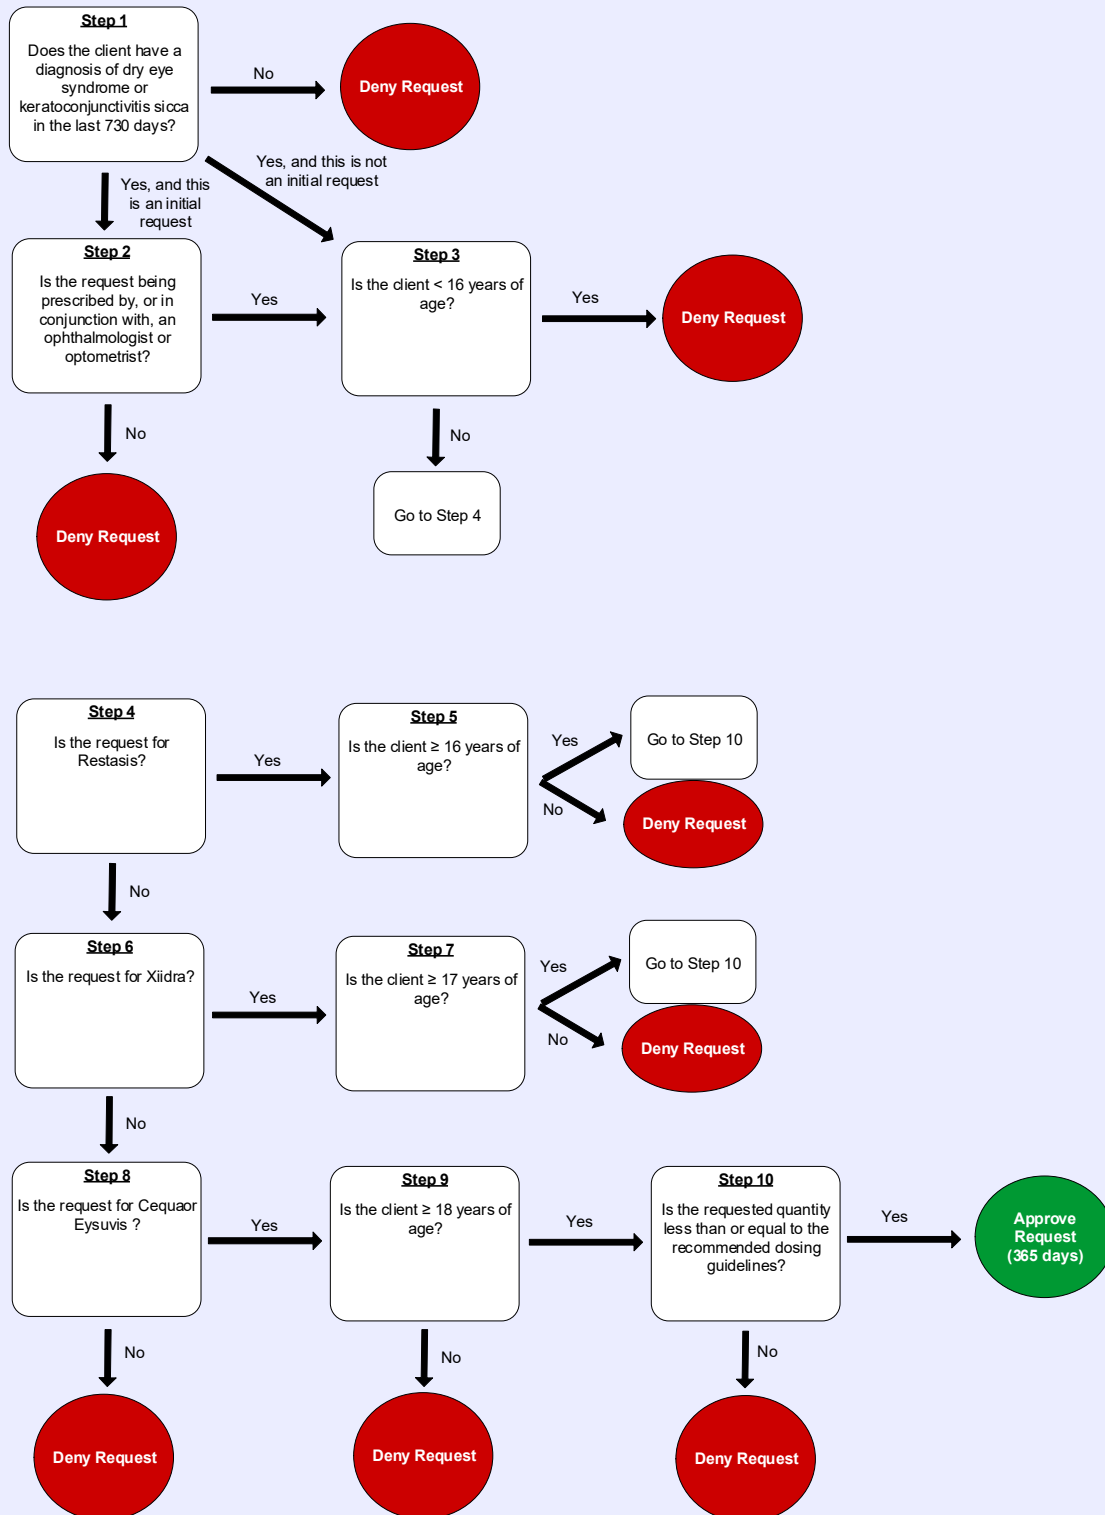 Step 1
Does the client have a
diagnosis of dry eye
syndrome or
keratoconjunctivitis sicca
in the last 730 days?
No
Deny Request
Yes, and this is not
an initial request
Yes, and this
is an initial
request
Step 2
Is the request being
prescribed by, or in
conjunction with, an
ophthalmologist or
optometrist?
Yes
Step 3
Is the client < 16 years of
age?
Yes
Deny Request
No
Deny Request
No
Go to Step 4
Step 4
Is the request for
Restasis?
Yes
Step 5
Is the client ≥ 16 years of
age?
Yes
Go to Step 10
No
Deny Request
No
Step 6
Is the request for Xiidra?
Yes
Step 7
Is the client ≥ 17 years of
age?
Yes
Go to Step 10
No
Deny Request
No
Step 8
Is the request for Cequaor
Eysuvis ?
Yes
Step 9
Is the client ≥ 18 years of
age?
Yes
Step 10
Is the requested quantity
less than or equal to the
recommended dosing
guidelines?
Yes
Approve
Request
(365 days)
No
Deny Request
No
Deny Request
No
Deny Request